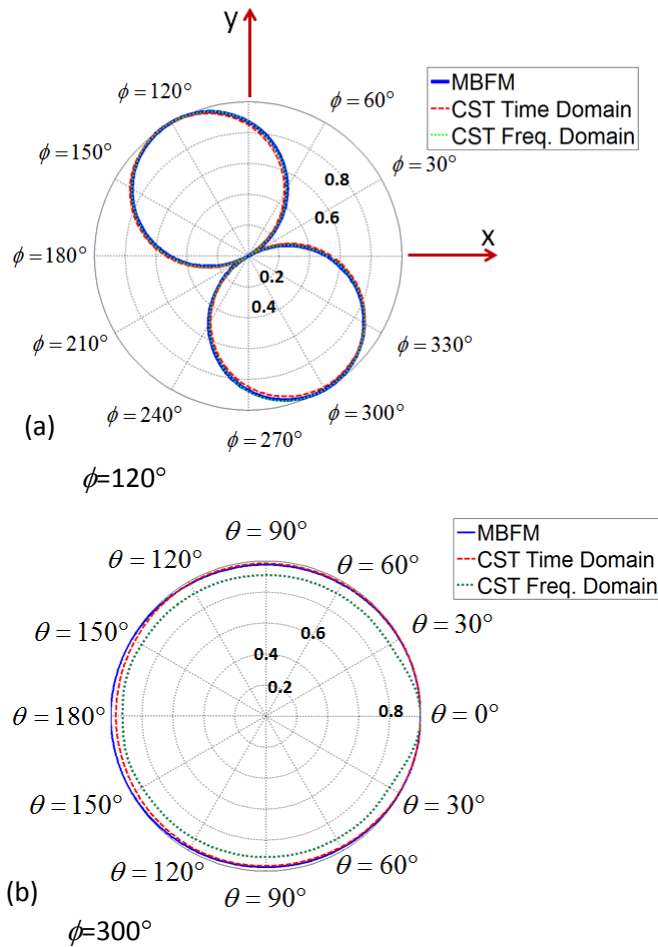 y
MBFM
CST Time Domain
CST Freq. Domain
ϕ = 120°
ϕ = 60°
ϕ = 150°
ϕ = 30°
0.8
0.6
ϕ = 180°
x
0.2
0.4
ϕ = 210°
ϕ = 330°
ϕ = 240°
ϕ = 300°
(a)
ϕ = 270°
ϕ=120°
θ = 90°
MBFM
CST Time Domain
CST Freq. Domain
θ = 120°
θ = 60°
θ = 150°
θ = 30°
0.6
0.4
0.2
θ = 180°
0.8
θ = 0°
θ = 150°
θ = 30°
θ = 120°
θ = 60°
(b)
θ = 90°
ϕ=300°